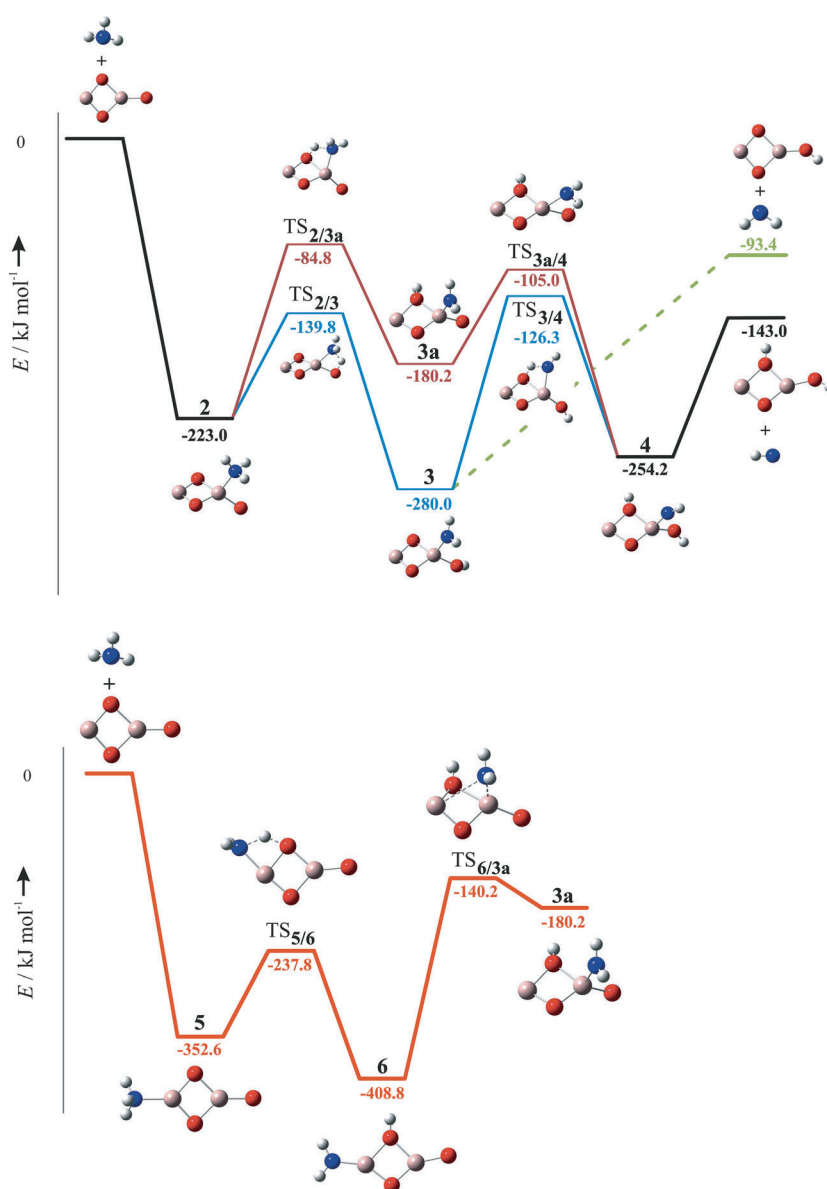 +
0
E / kJ mol⁻¹
TS2/3a
-84.8
TS2/3
-139.8
2
-223.0
3a
-180.2
3
-280.0
TS3a/4
-105.0
TS3/4
-126.3
4
-254.2
+
-93.4
-143.0
+
+
0
E / kJ mol⁻¹
5
-352.6
TS5/6
-237.8
6
-408.8
TS6/3a
-140.2
3a
-180.2